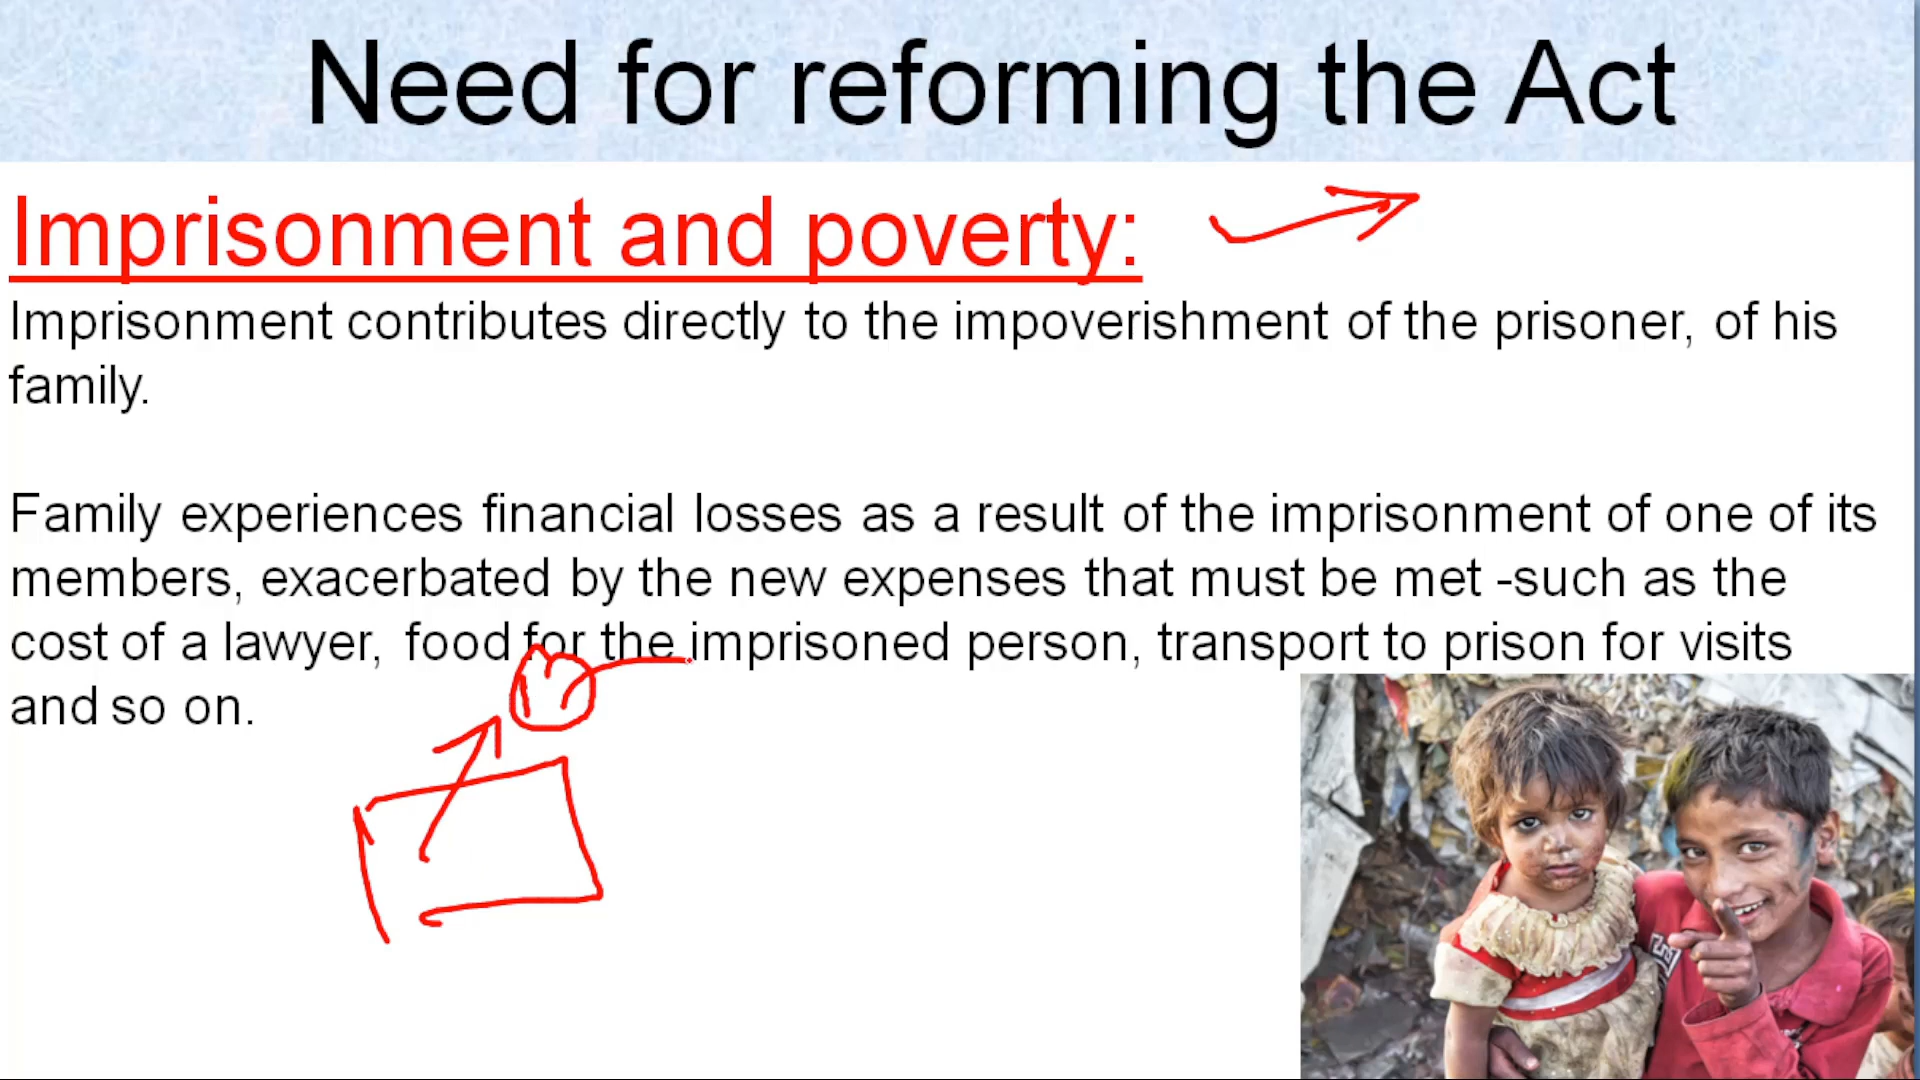 Need for reforming the Act
Imprisonment and poverty:
Imprisonment contributes directly to the impoverishment of the prisoner, of his
family.
Family experiences financial losses as a result of the imprisonment of one of its
members, exacerbated by the new expenses that must be met -such as the
cost of a lawyer, food for the imprisoned person, transport to prison for visits
and so on.